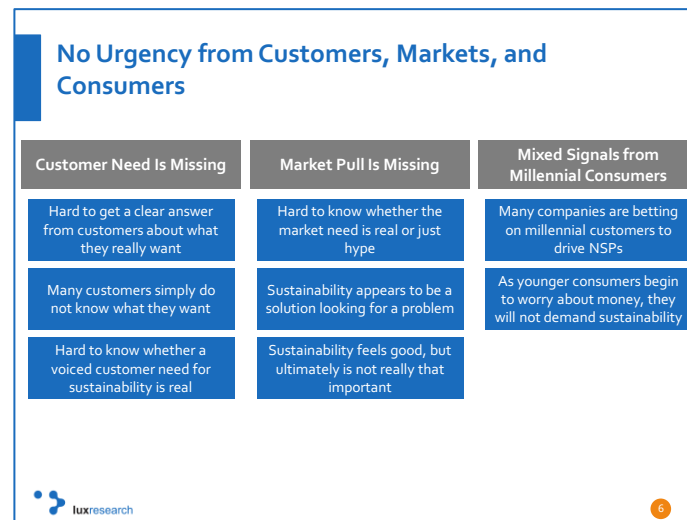 No Urgency from Customers, Markets, and
Consumers
Customer Need Is Missing
Hard to get a clear answer
from customers about what
they really want
Many customers simply do
not know what they want
Hard to know whether a
voiced customer need for
sustainability is real
Market Pull Is Missing
Hard to know whether the
market need is real or just
hype
Sustainability appears to be a
solution looking for a problem
Sustainability feels good, but
ultimately is not really that
important
Mixed Signals from
Millennial Consumers
Many companies are betting
on millennial customers to
drive NSPs
As younger consumers begin
to worry about money, they
will not demand sustainability
luxresearch
6